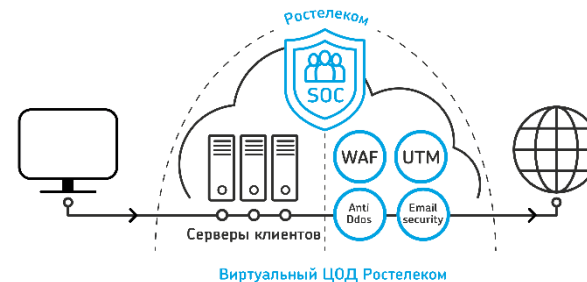 Ростелеком
SOC
WAF
UTM
Anti
Ddos
Email
security
Серверы клиентов
Виртуальный ЦОД Ростелеком